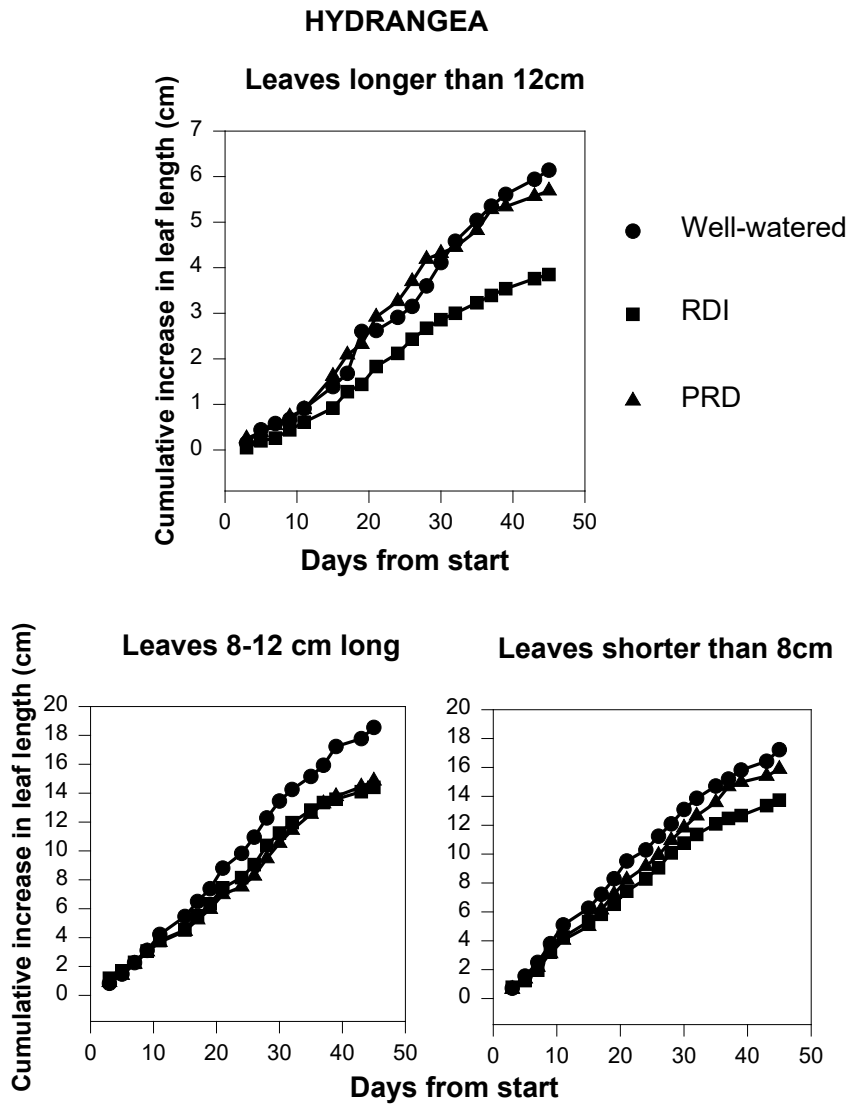 HYDRANGEA
Leaves longer than 12cm
Cumulative increase in leaf length (cm)
7
6
5
4
3
2
1
0
0 10 20 30 40 50
Days from start
Well-watered
RDI
PRD
Leaves 8-12 cm long
Cumulative increase in leaf length (cm)
20
18
16
14
12
10
8
6
4
2
0
0 10 20 30 40 50
Leaves shorter than 8cm
20
18
16
14
12
10
8
6
4
2
0
0 10 20 30 40 50
Days from start